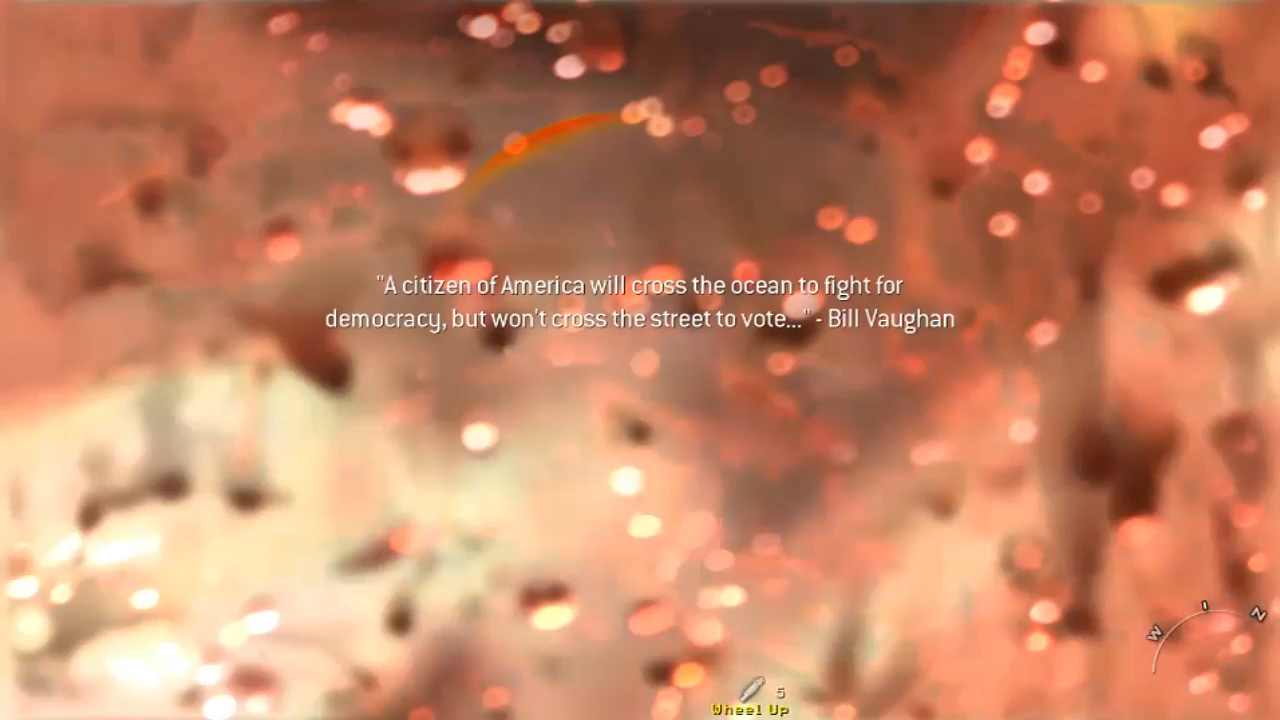 "A citizen of America will cross the ocean to fight for
democracy, but won't cross the street to vote..." - Bill Vaughan
W
N
5
Wheel Up